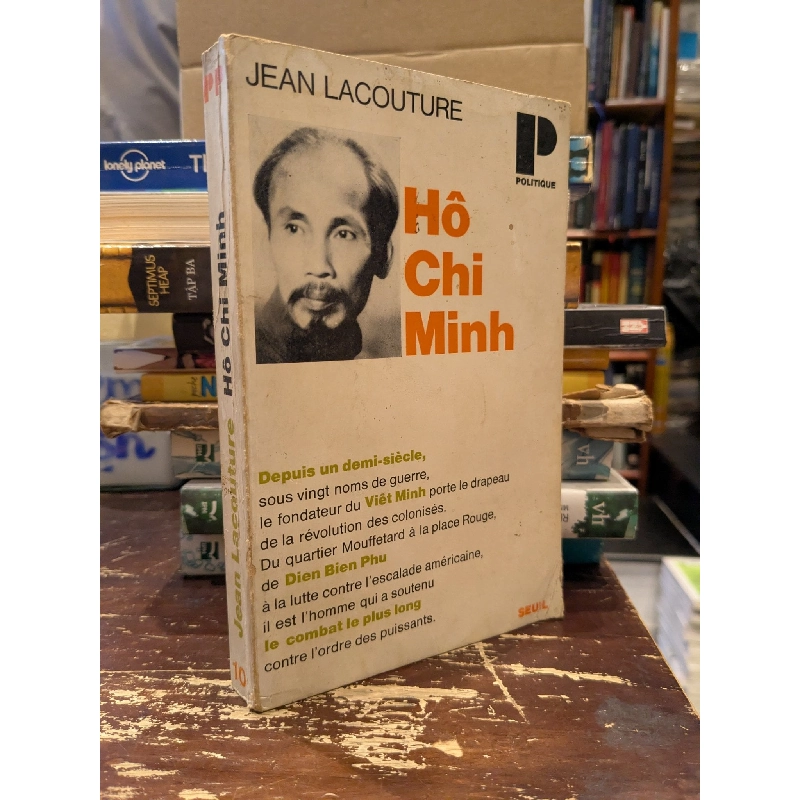 JEAN LACOUTURE
P
POLITIQUE
Hô
Chi
Minh
Depuis un demi-siècle,
sous vingt noms de guerre,
le fondateur du Viêt Minh porte le drapeau
de la révolution des colonisés.
Du quartier Mouffetard à la place Rouge,
de Dien Bien Phu
à la lutte contre l'escalade américaine,
il est l'homme qui a soutenu
le combat le plus long
contre l'ordre des puissants.
SEUIL
Jean Lacouture Hô Chi Minh
10
lonely planet
SEPTIMUS
HEAP
TẬP BA